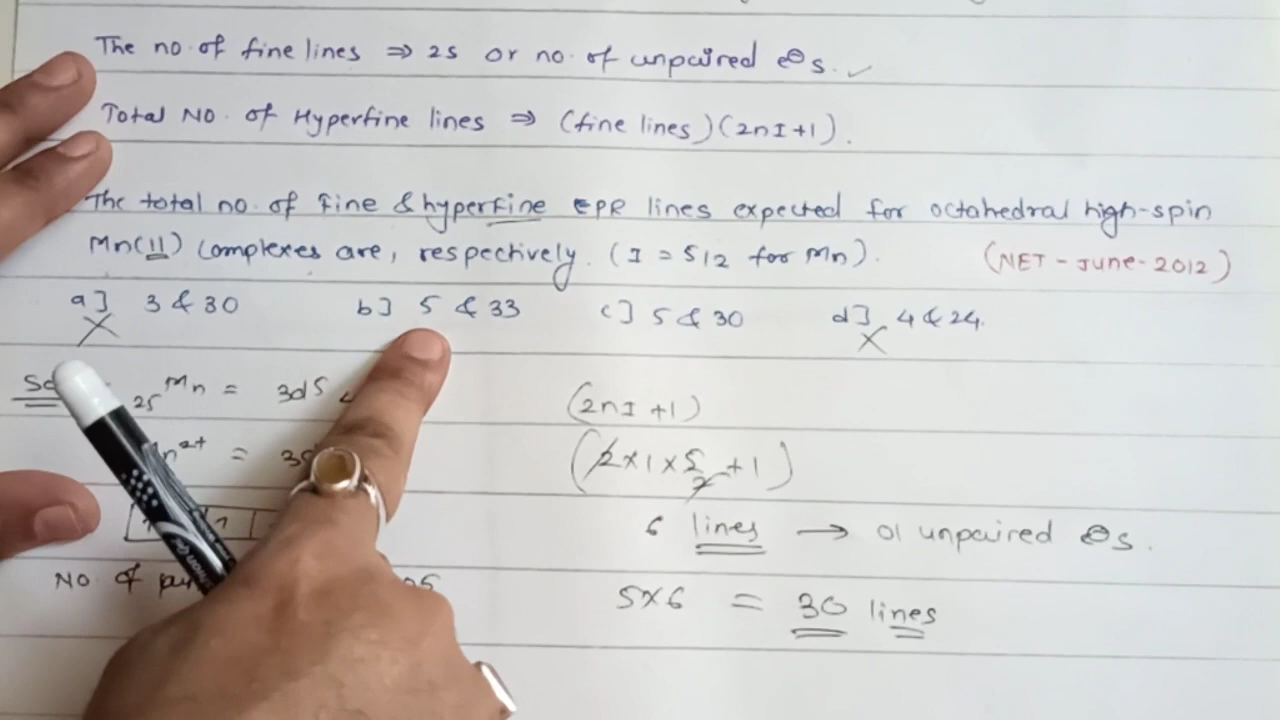 The no. of fine lines ⇒ 2S or no. of unpaired e⊖s. ✓
Total No. of Hyperfine lines ⇒ (fine lines)(2nI+1).
The total no. of Fine & hyperfine EPR lines expected for octahedral high-spin
Mn(II) complexes are, respectively. (I = 5/2 for Mn). (NET-June-2012)
a] 3 & 30 b] 5 & 33 c] 5 & 30 d] 4 & 24.
25Mn = 3d5 (2nI+1)
2+ = (2×1×5/2+1)
6 lines → 01 unpaired ⊖s.
No. of 05 5×6 = 30 lines